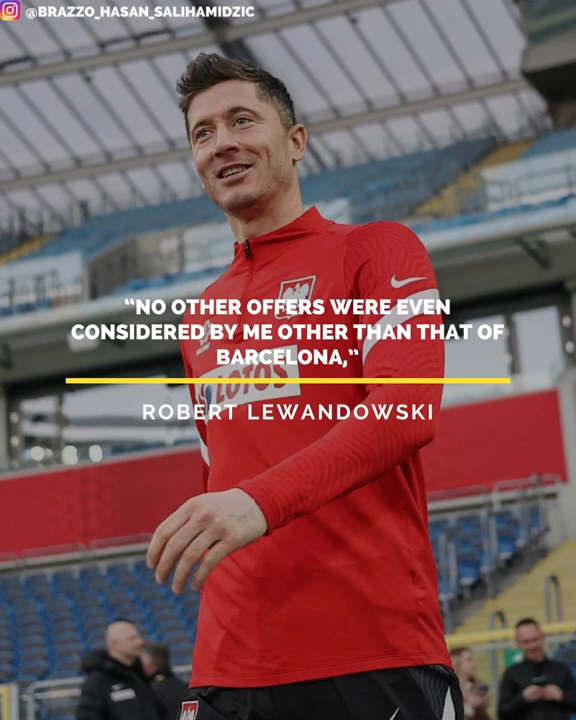 @BRAZZO_HASAN_SALIHAMIDZIC
“NO OTHER OFFERS WERE EVEN
CONSIDERED BY ME OTHER THAN THAT OF
BARCELONA,”
LOTOS
ROBERT LEWANDOWSKI